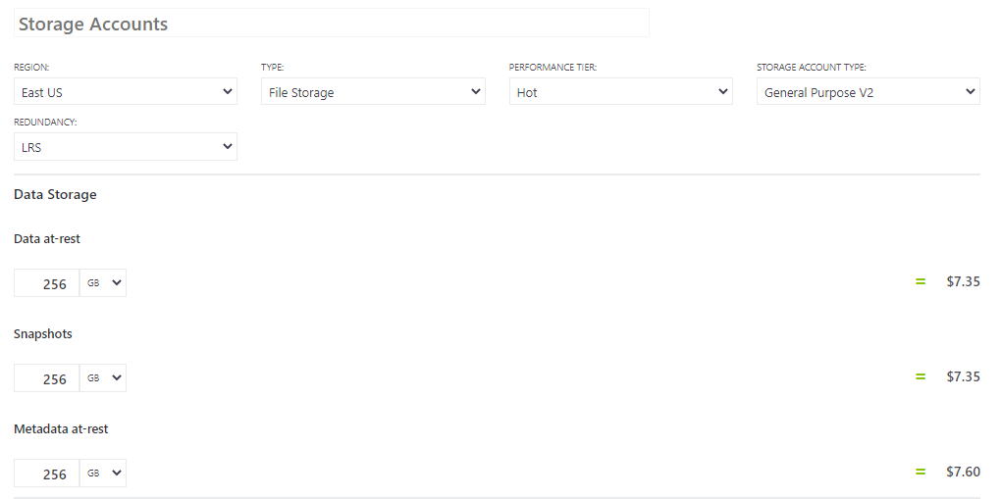 Storage Accounts
REGION: TYPE: PERFORMANCE TIER: STORAGE ACCOUNT TYPE:
East US File Storage Hot General Purpose V2
REDUNDANCY:
LRS
Data Storage
Data at-rest
256 GB = $7.35
Snapshots
256 GB = $7.35
Metadata at-rest
256 GB = $7.60